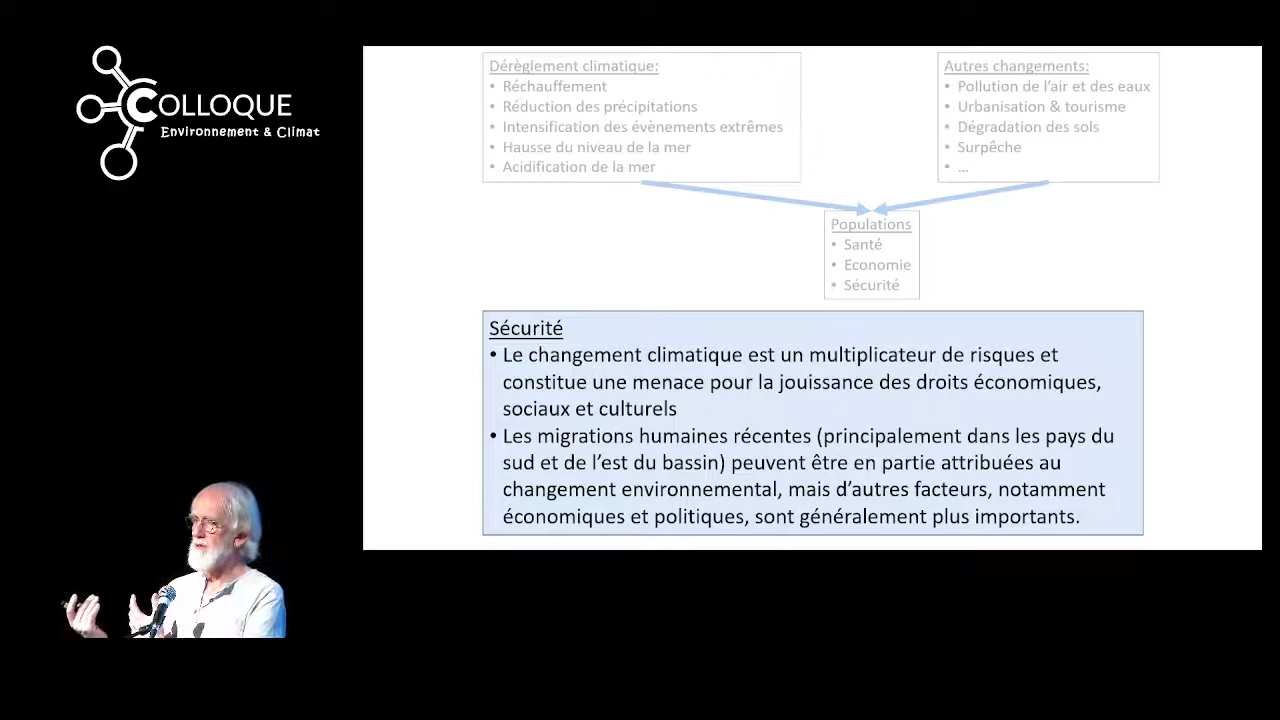 COLLOQUE
Environnement & Climat
Dérèglement climatique:
• Réchauffement
• Réduction des précipitations
• Intensification des évènements extrêmes
• Hausse du niveau de la mer
• Acidification de la mer
Autres changements:
• Pollution de l'air et des eaux
• Urbanisation & tourisme
• Dégradation des sols
• Surpêche
• ...
Populations
• Santé
• Economie
• Sécurité
Sécurité
• Le changement climatique est un multiplicateur de risques et
constitue une menace pour la jouissance des droits économiques,
sociaux et culturels
• Les migrations humaines récentes (principalement dans les pays du
sud et de l'est du bassin) peuvent être en partie attribuées au
changement environnemental, mais d'autres facteurs, notamment
économiques et politiques, sont généralement plus importants.